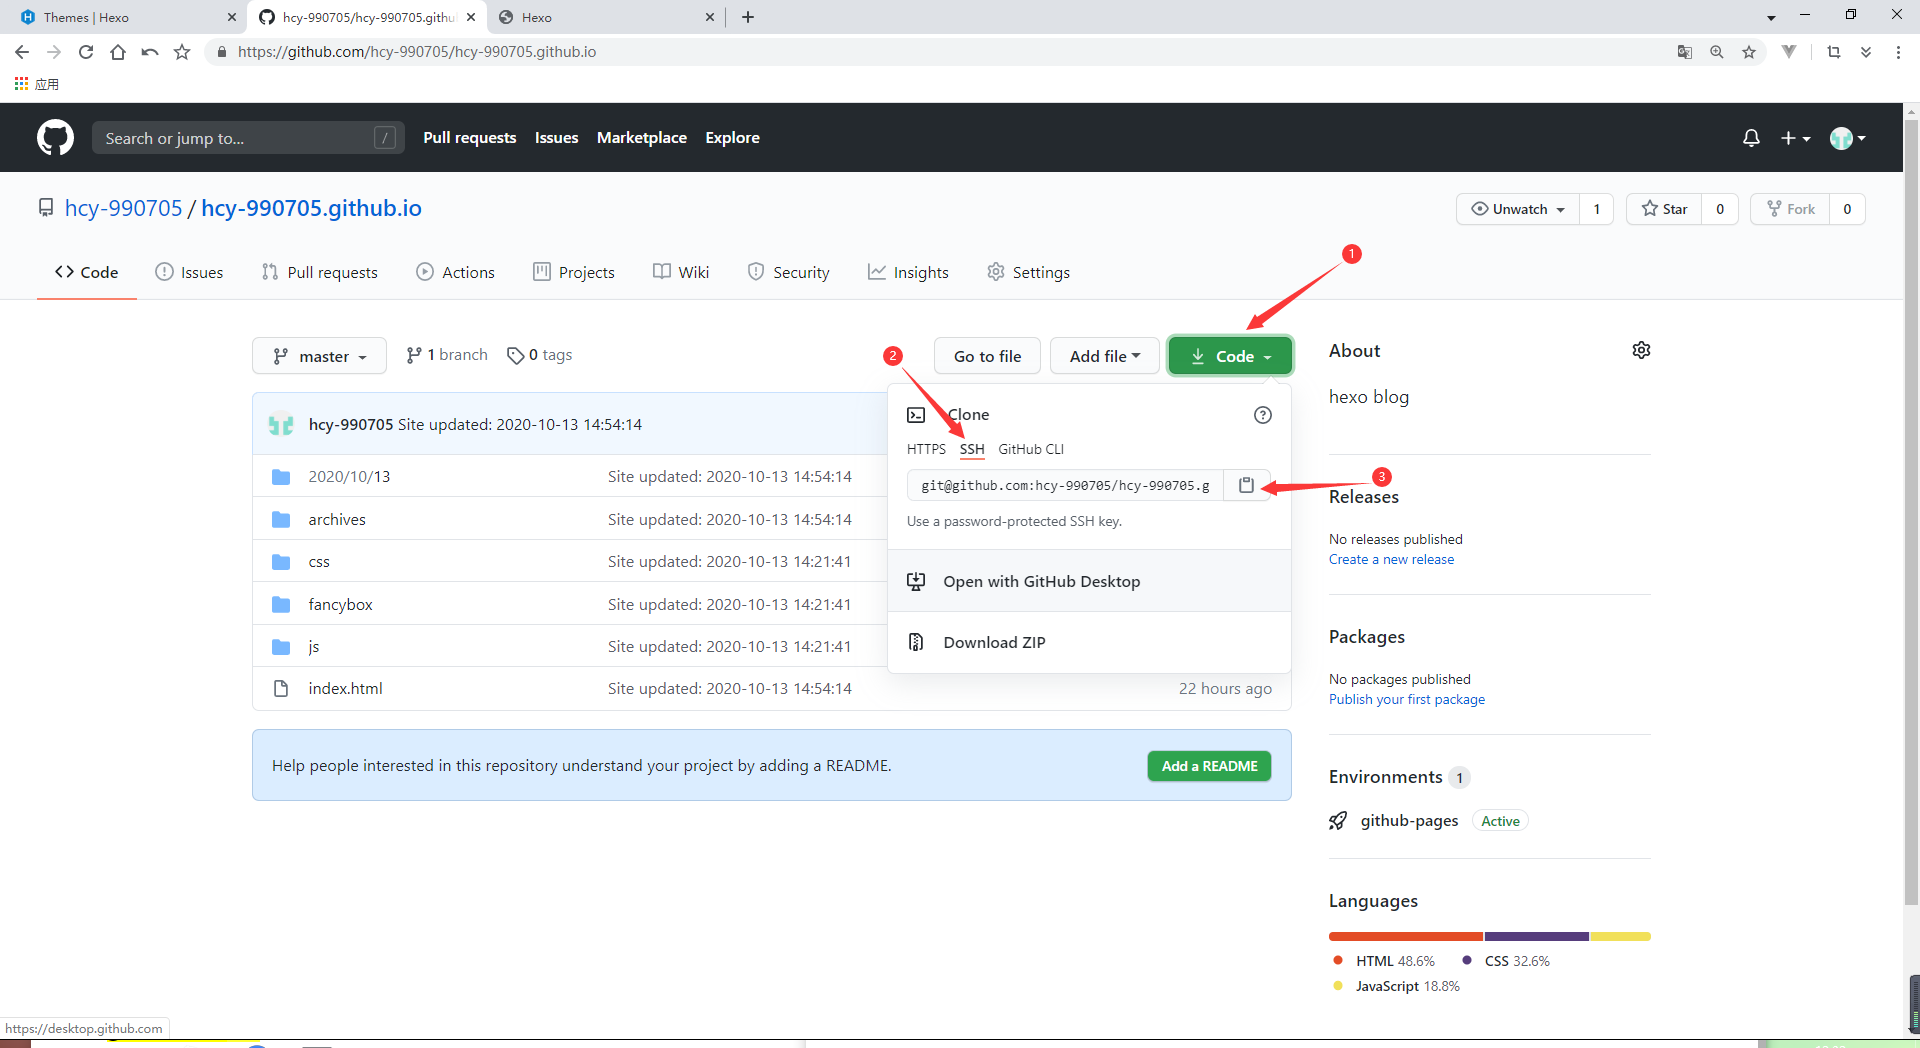 Themes | Hexo
hcy-990705/hcy-990705.github
Hexo
https://github.com/hcy-990705/hcy-990705.github.io
应用
Search or jump to...
/
Pull requests
Issues
Marketplace
Explore
hcy-990705 / hcy-990705.github.io
Unwatch
1
Star
0
Fork
0
Code
Issues
Pull requests
Actions
Projects
Wiki
Security
Insights
Settings
1
master
1 branch
0 tags
2
Go to file
Add file
Code
hcy-990705 Site updated: 2020-10-13 14:54:14
2020/10/13
Site updated: 2020-10-13 14:54:14
archives
Site updated: 2020-10-13 14:54:14
css
Site updated: 2020-10-13 14:21:41
fancybox
Site updated: 2020-10-13 14:21:41
js
Site updated: 2020-10-13 14:21:41
index.html
Site updated: 2020-10-13 14:54:14
22 hours ago
Clone
HTTPS
SSH
GitHub CLI
git@github.com:hcy-990705/hcy-990705.g
3
Use a password-protected SSH key.
Open with GitHub Desktop
Download ZIP
Help people interested in this repository understand your project by adding a README.
Add a README
About
hexo blog
Releases
No releases published
Create a new release
Packages
No packages published
Publish your first package
Environments 1
github-pages
Active
Languages
HTML 48.6%
CSS 32.6%
JavaScript 18.8%
https://desktop.github.com